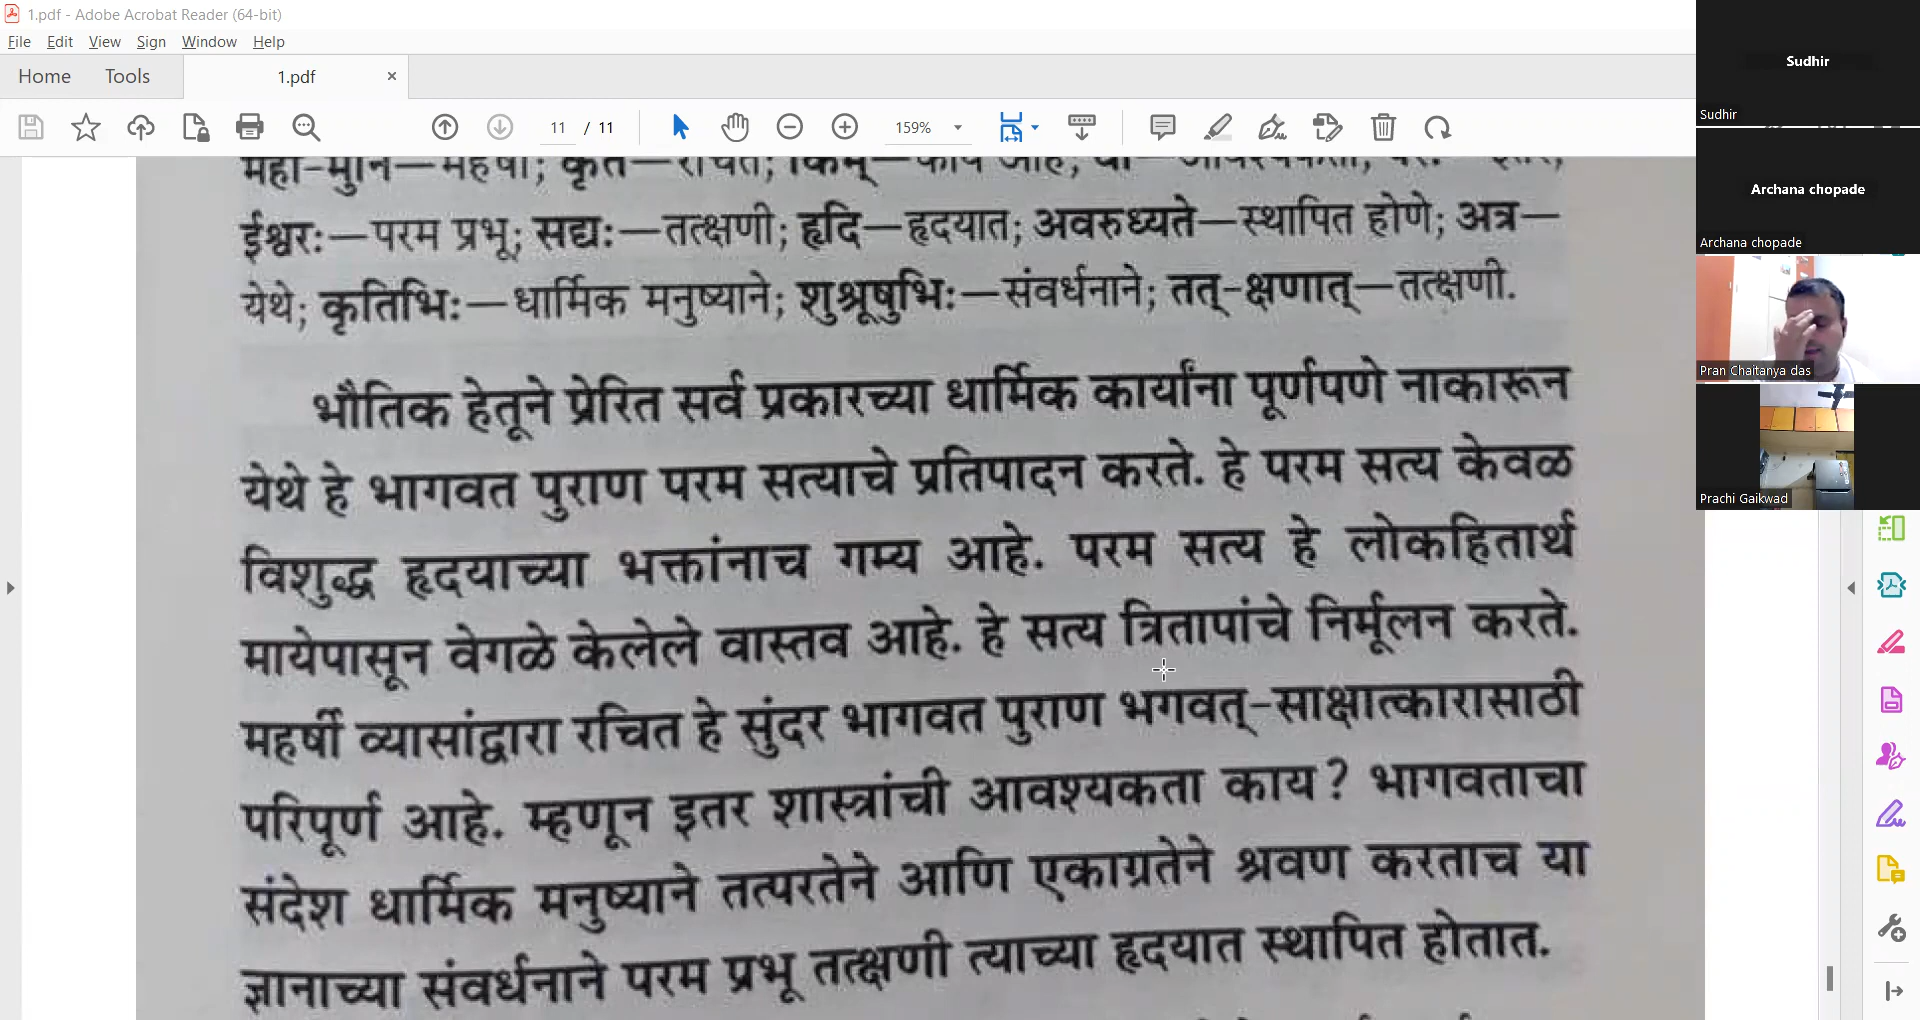 1.pdf - Adobe Acrobat Reader (64-bit)
File Edit View Sign Window Help
Home Tools 1.pdf ×
11 / 11 159%
महा-मुनि—महर्षी; कृते—रचित; किम्—काय आहे;
ईश्वरः—परम प्रभू; सद्यः—तत्क्षणी; हृदि—हृदयात; अवरुध्यते—स्थापित होणे; अत्र—
येथे; कृतिभिः—धार्मिक मनुष्याने; शुश्रूषुभिः—संवर्धनाने; तत्-क्षणात्—तत्क्षणी.
भौतिक हेतूने प्रेरित सर्व प्रकारच्या धार्मिक कार्यांना पूर्णपणे नाकारून
येथे हे भागवत पुराण परम सत्याचे प्रतिपादन करते. हे परम सत्य केवळ
विशुद्ध हृदयाच्या भक्तांनाच गम्य आहे. परम सत्य हे लोकहितार्थ
मायेपासून वेगळे केलेले वास्तव आहे. हे सत्य त्रितापांचे निर्मूलन करते.
महर्षी व्यासांद्वारा रचित हे सुंदर भागवत पुराण भगवत्-साक्षात्कारासाठी
परिपूर्ण आहे. म्हणून इतर शास्त्रांची आवश्यकता काय? भागवताचा
संदेश धार्मिक मनुष्याने तत्परतेने आणि एकाग्रतेने श्रवण करताच या
ज्ञानाच्या संवर्धनाने परम प्रभू तत्क्षणी त्याच्या हृदयात स्थापित होतात.
Sudhir
Sudhir
Archana chopade
Archana chopade
Pran Chaitanya das
Prachi Gaikwad